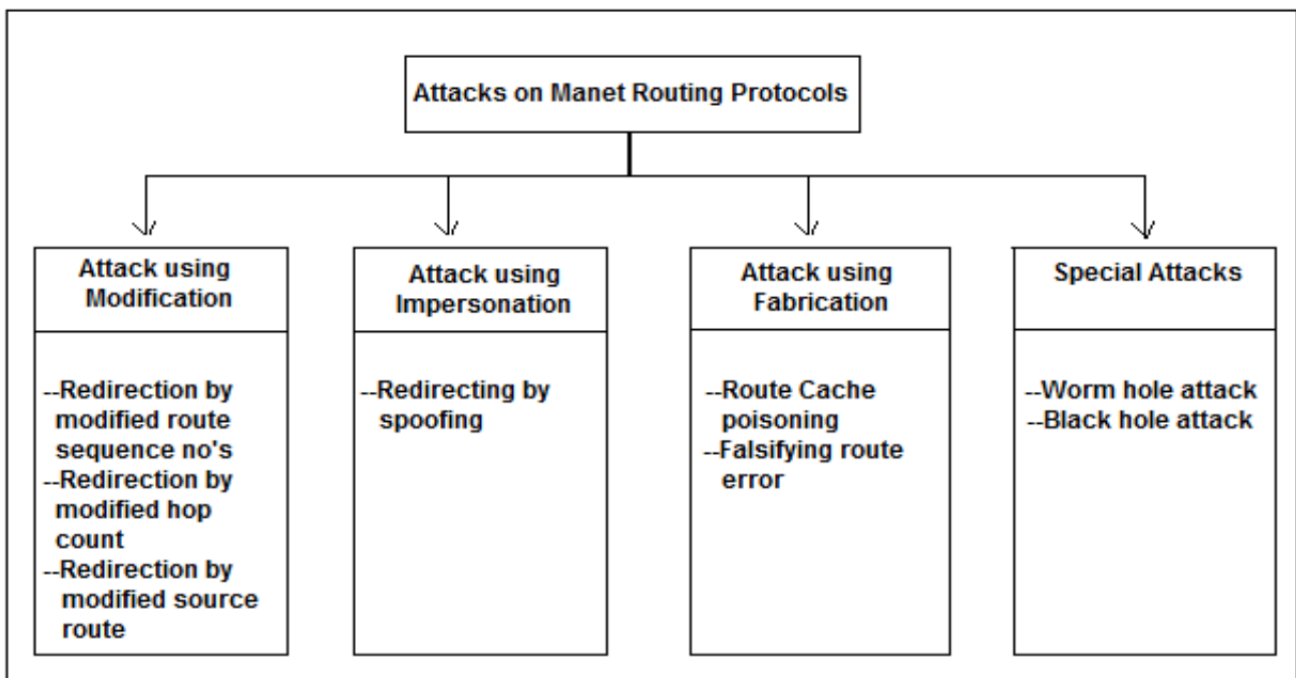 Attacks on Manet Routing Protocols
Attack using
Modification
--Redirection by
modified route
sequence no's
--Redirection by
modified hop
count
--Redirection by
modified source
route
Attack using
Impersonation
--Redirecting by
spoofing
Attack using
Fabrication
--Route Cache
poisoning
--Falsifying route
error
Special Attacks
--Worm hole attack
--Black hole attack